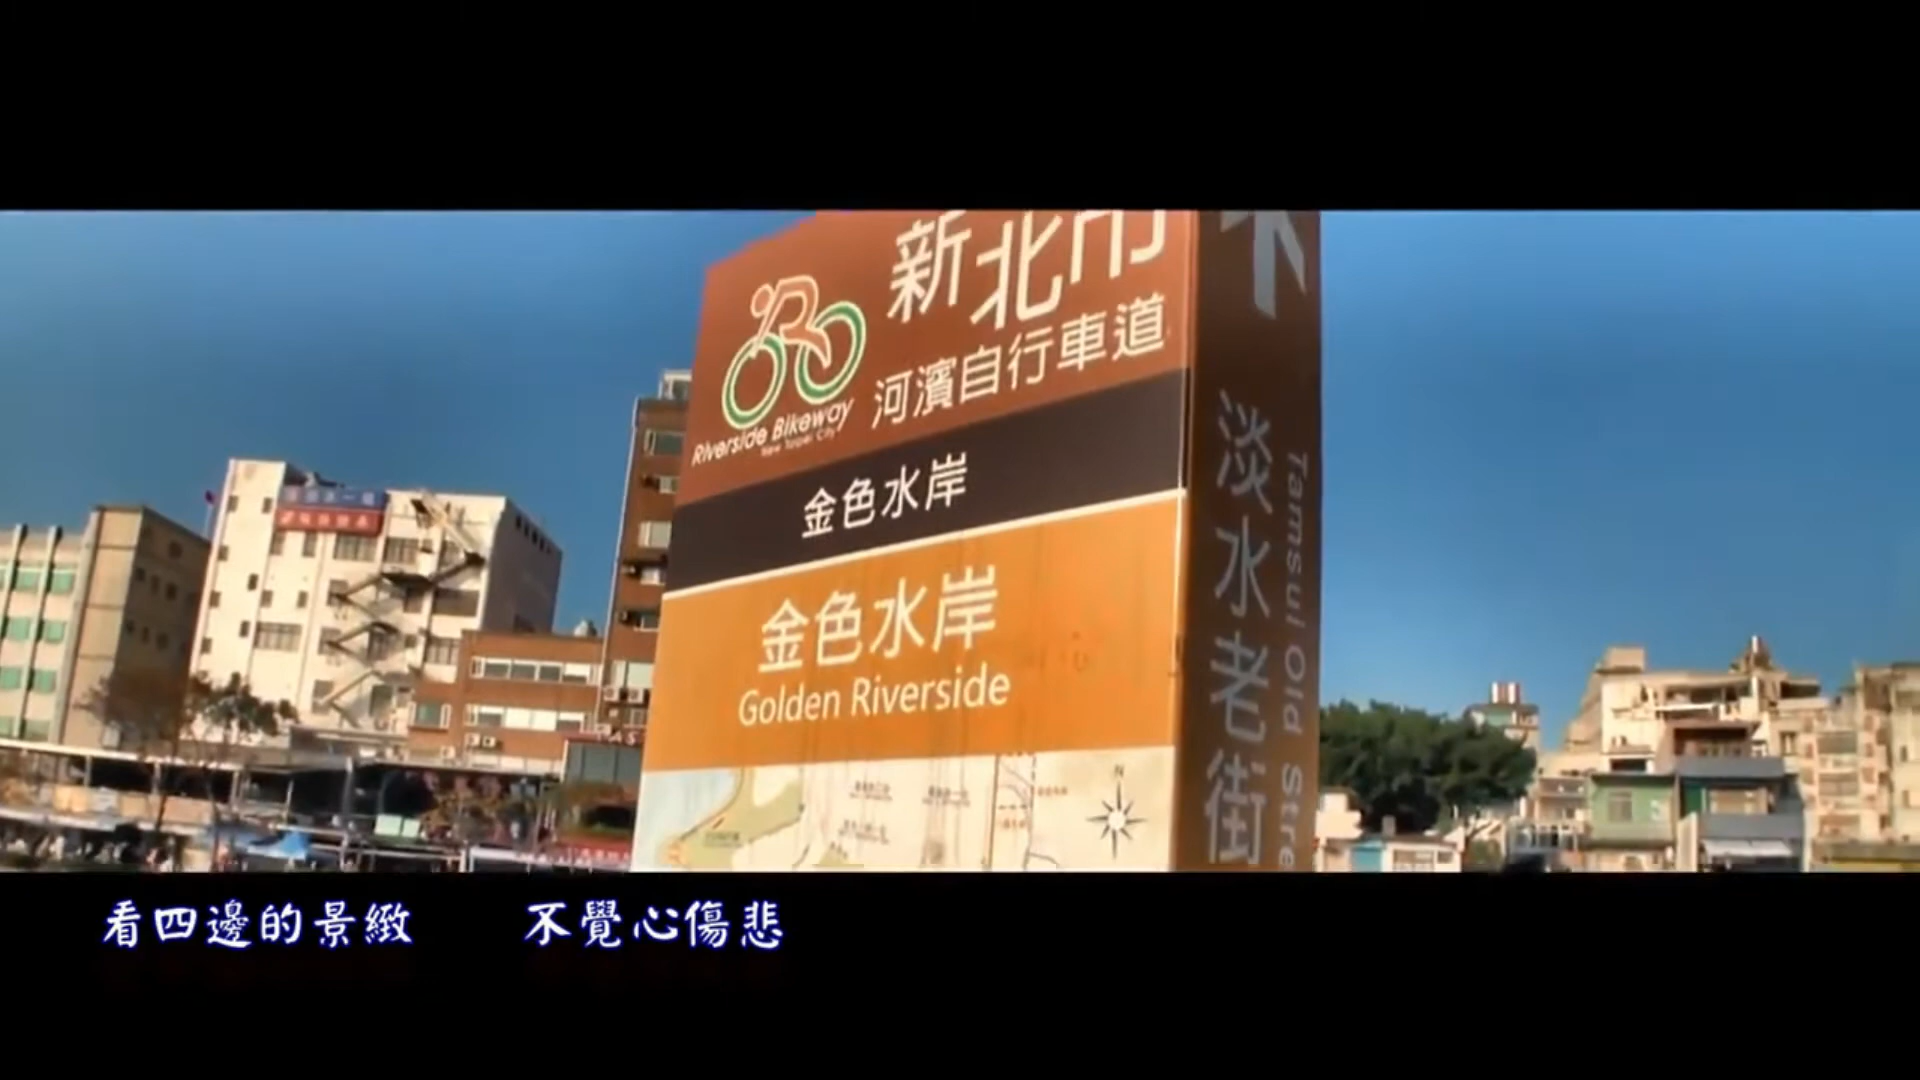 新北市
河濱自行車道
Riverside Bikeway
New Taipei City
金色水岸
金色水岸
Golden Riverside
N
淡水老街
Tamsui Old Stre
看四邊的景緻 不覺心傷悲